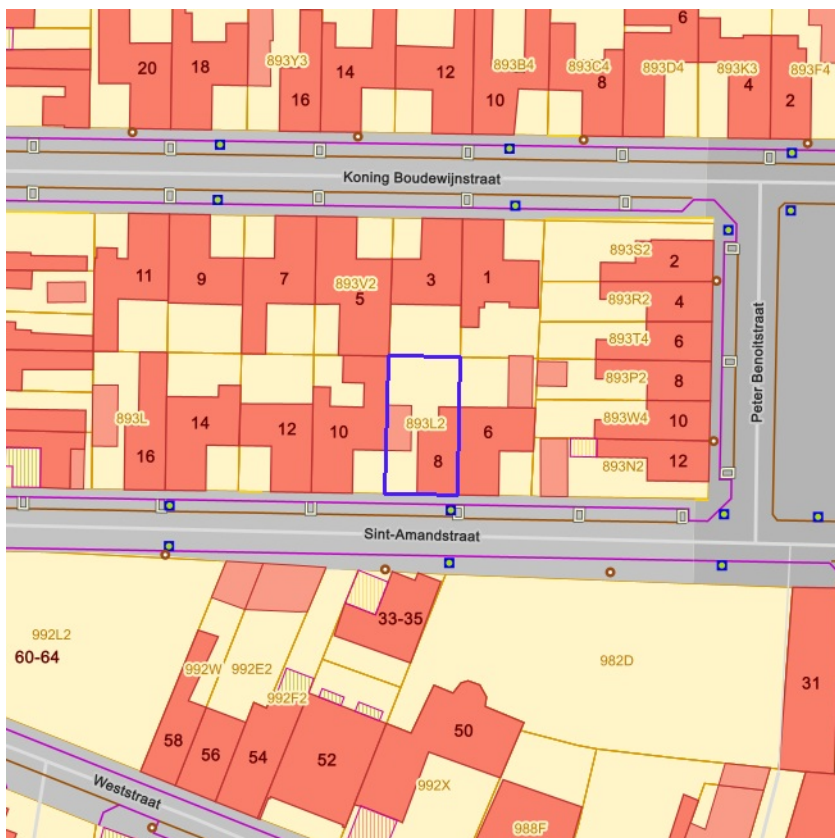 6
893Y3 893B4 893C4 893D4 893K3 893F4
20 18 14 12 8 4
16 10 2
Koning Boudewijnstraat
893S2 2
11 9 7 893V2 3 1
5
893R2 4
Peter Benoitstraat
893T4 6
893P2 8
893L 14 12 10 893L2 6 893W4 10
16 8 893N2 12
Sint-Amandstraat
33-35
992L2
60-64
992W 992E2 982D
992F2
31
58 56 54 52 50
Weststraat
992X
988F